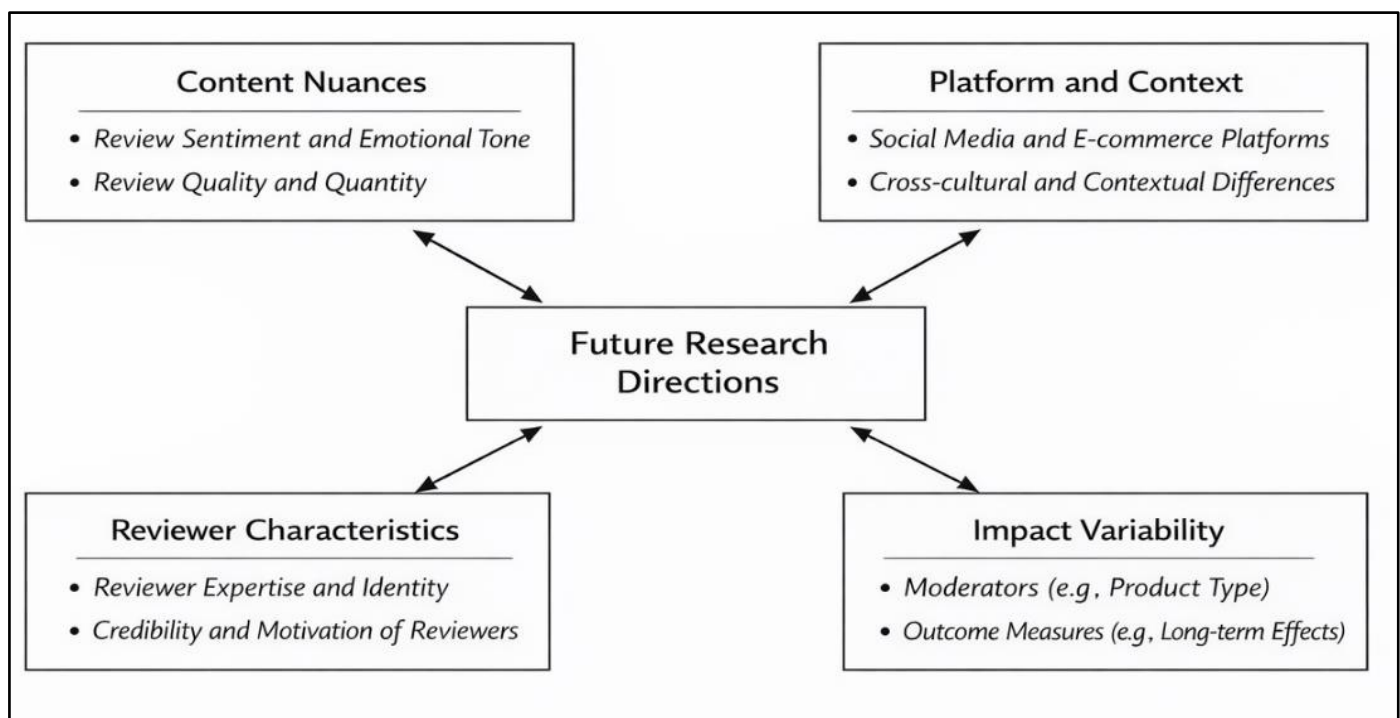 Content Nuances
• Review Sentiment and Emotional Tone
• Review Quality and Quantity
Platform and Context
• Social Media and E-commerce Platforms
• Cross-cultural and Contextual Differences
Future Research
Directions
Reviewer Characteristics
• Reviewer Expertise and Identity
• Credibility and Motivation of Reviewers
Impact Variability
• Moderators (e.g, Product Type)
• Outcome Measures (e.g, Long-term Effects)